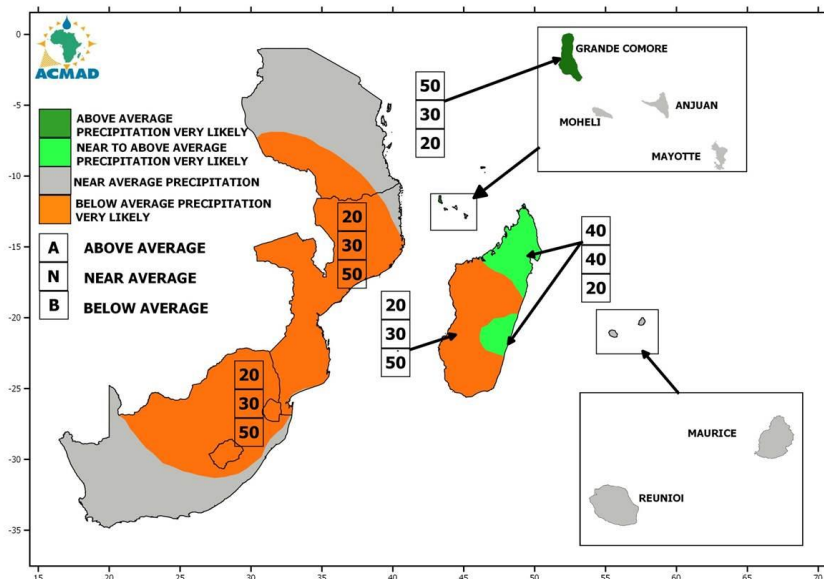 ACMAD
ABOVE AVERAGE
PRECIPITATION VERY LIKELY
NEAR TO ABOVE AVERAGE
PRECIPITATION VERY LIKELY
NEAR AVERAGE PRECIPITATION
BELOW AVERAGE PRECIPITATION
VERY LIKELY
A ABOVE AVERAGE
N NEAR AVERAGE
B BELOW AVERAGE
50
30
20
GRANDE COMORE
ANJUAN
MOHELI
MAYOTTE
20
30
50
40
40
20
20
30
50
20
30
50
MAURICE
REUNIOI
0
-5
-10
-15
-20
-25
-30
-35
15 20 25 30 35 40 45 50 55 60 65 70